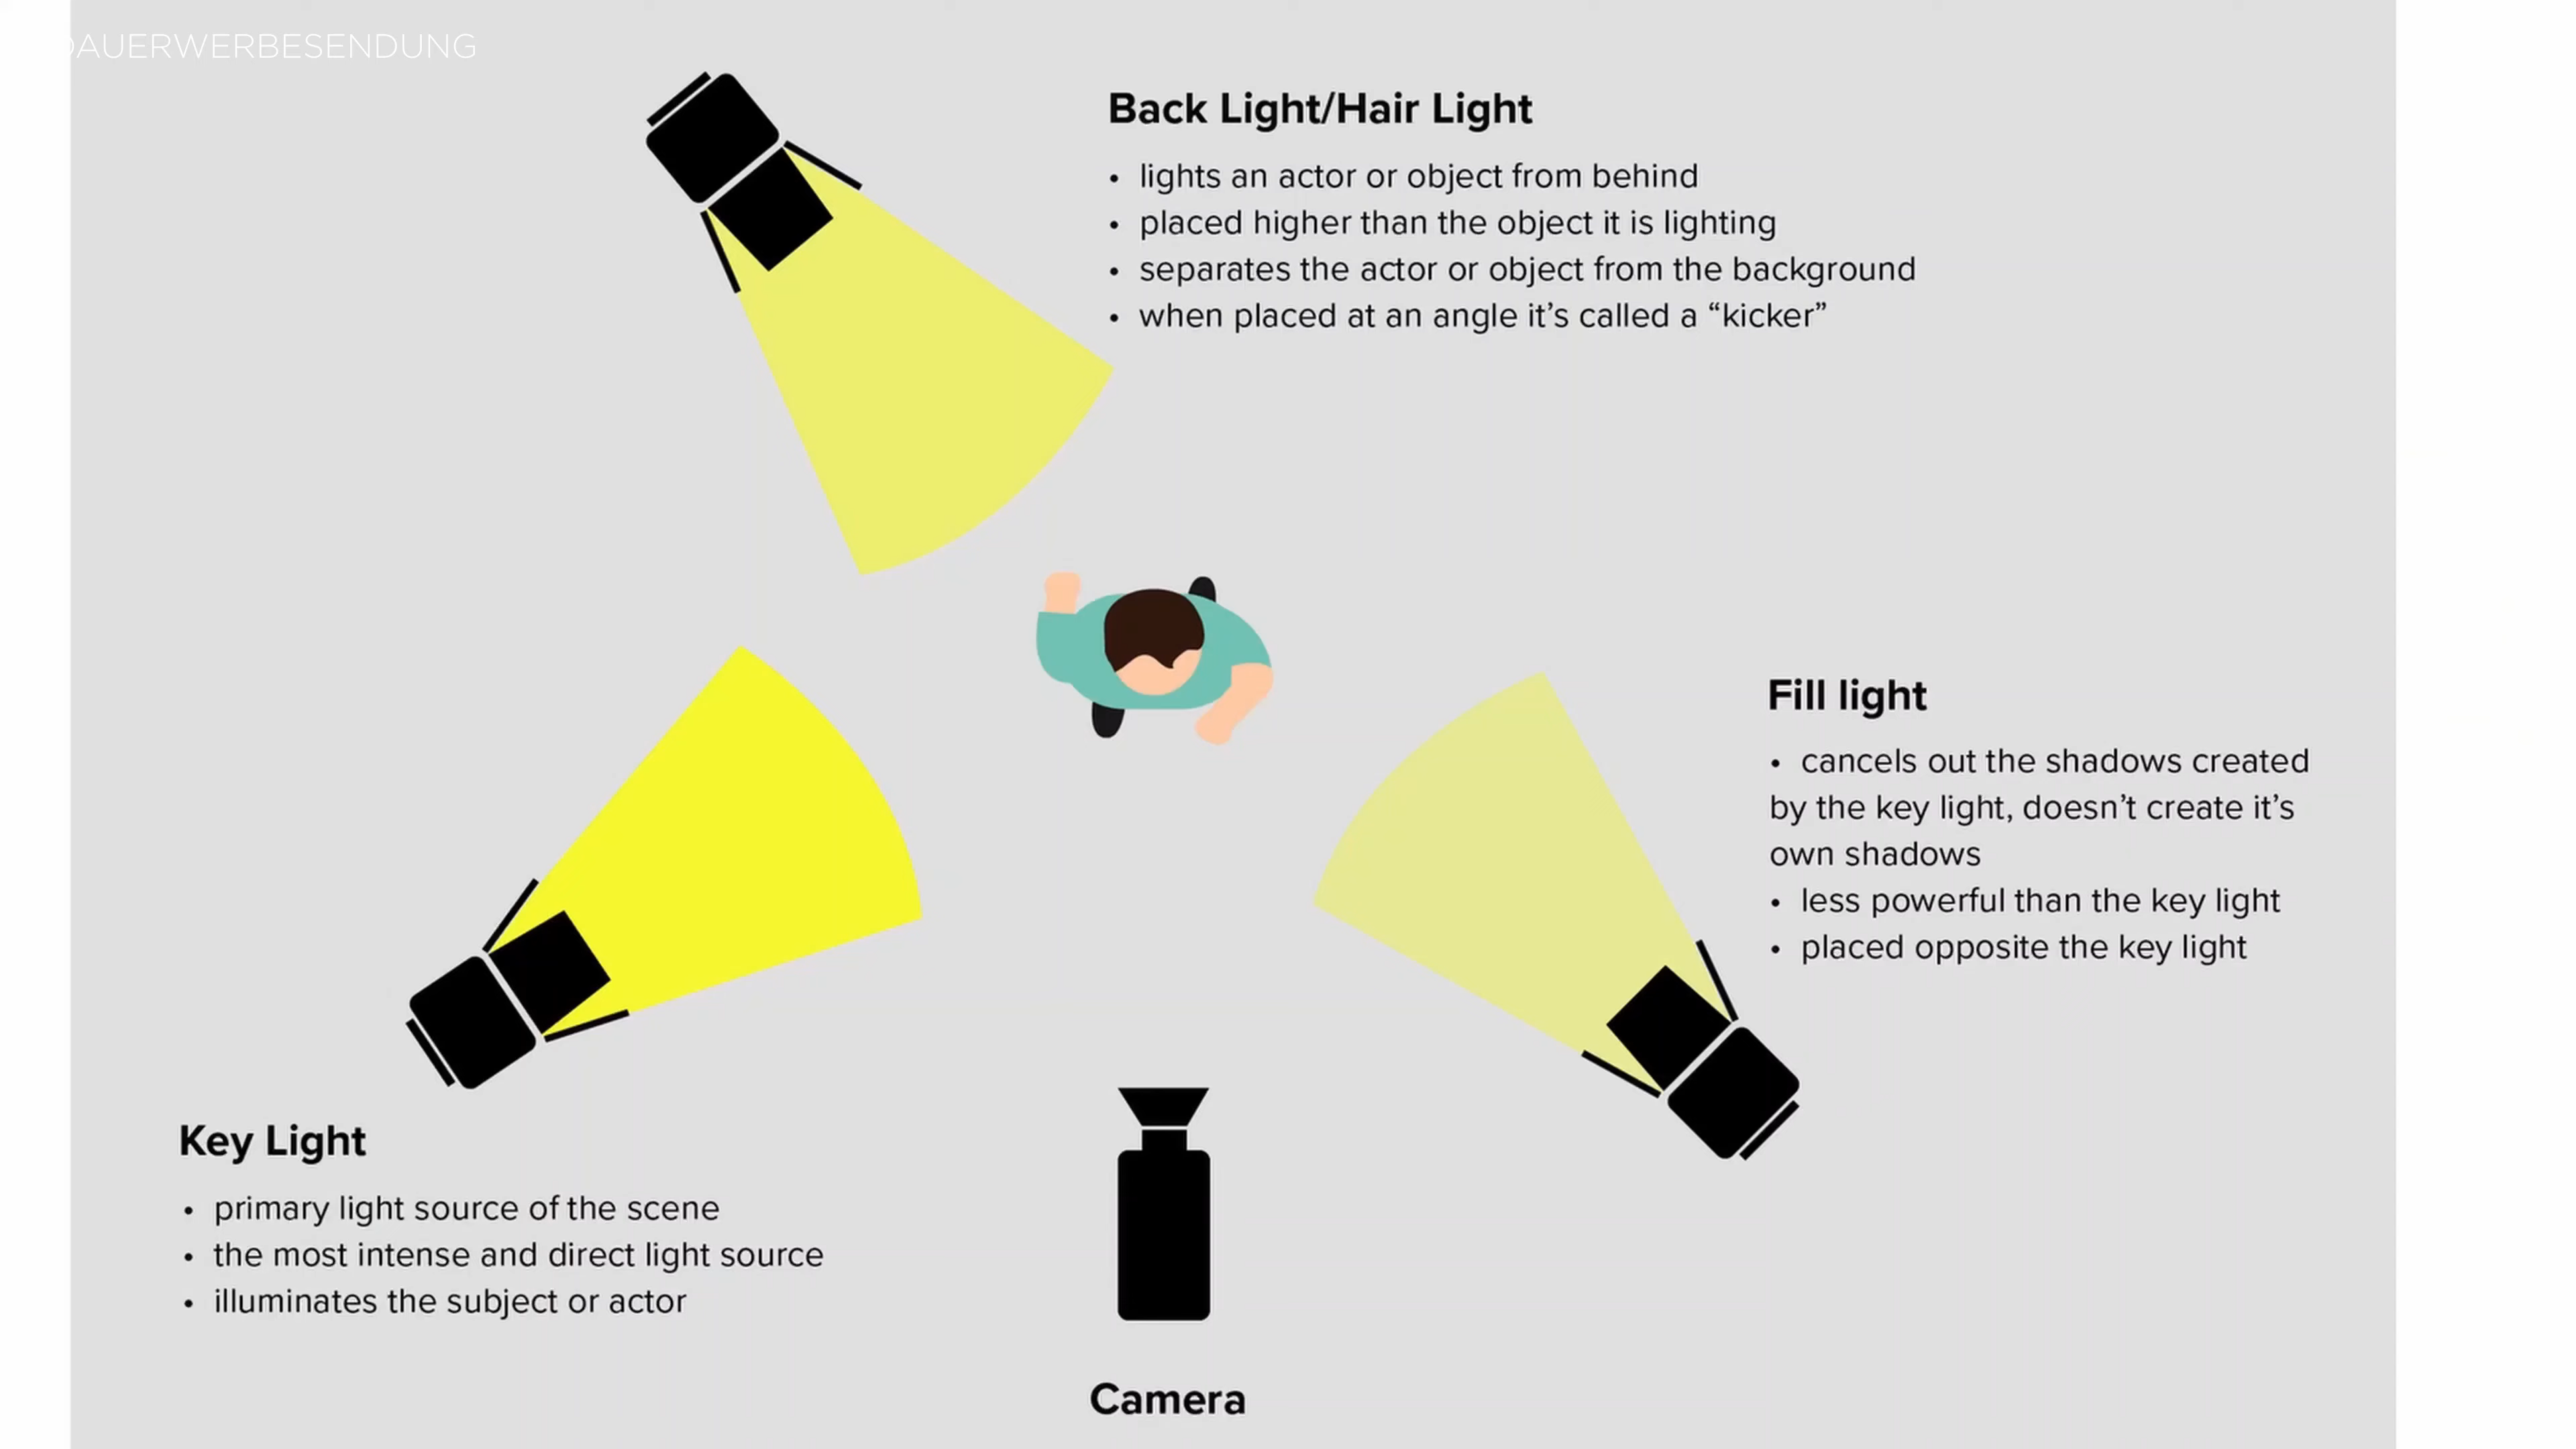 DAUERWERBESENDUNG
Back Light/Hair Light
• lights an actor or object from behind
• placed higher than the object it is lighting
• separates the actor or object from the background
• when placed at an angle it’s called a “kicker”
Fill light
• cancels out the shadows created
by the key light, doesn’t create it’s
own shadows
• less powerful than the key light
• placed opposite the key light
Key Light
• primary light source of the scene
• the most intense and direct light source
• illuminates the subject or actor
Camera